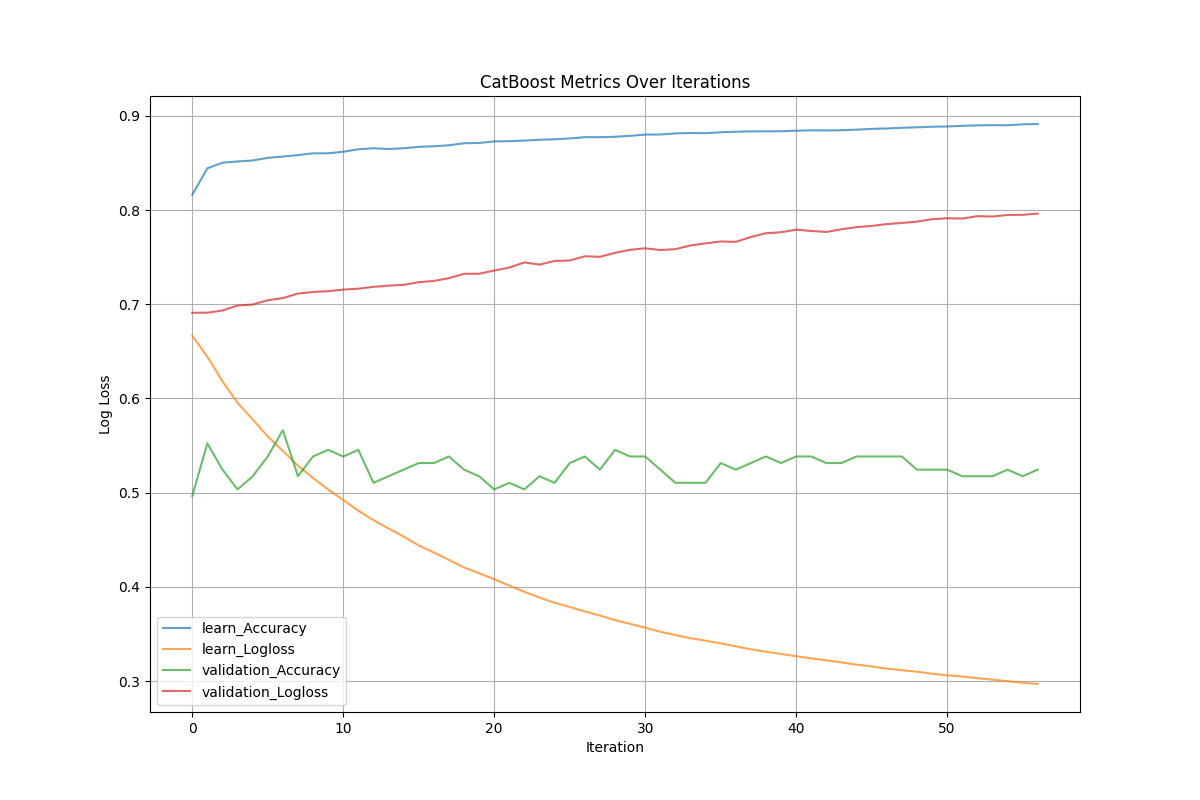 CatBoost Metrics Over Iterations
0.9
0.8
0.7
0.6
0.5
0.4
0.3
Log Loss
learn_Accuracy
learn_Logloss
validation_Accuracy
validation_Logloss
0 10 20 30 40 50
Iteration